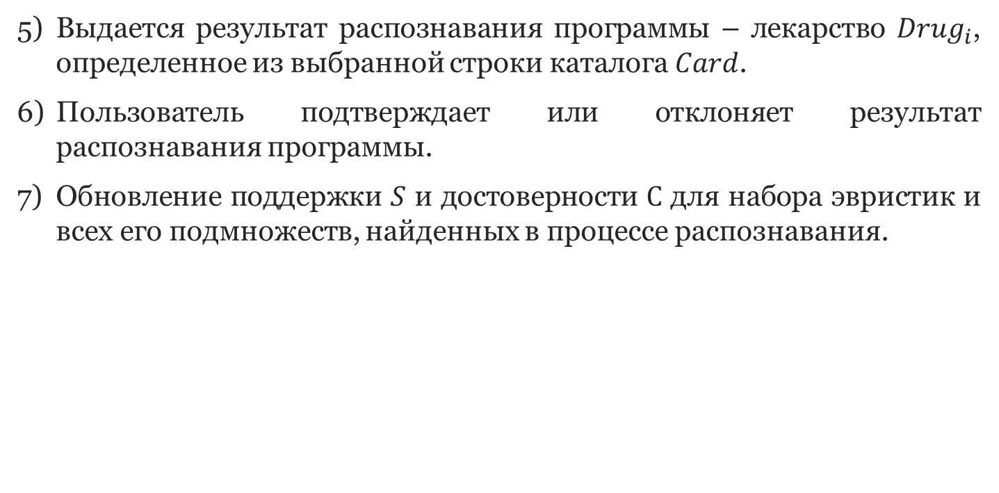 5) Выдается результат распознавания программы – лекарство Drugᵢ,
определенное из выбранной строки каталога Card.
6) Пользователь подтверждает или отклоняет результат
распознавания программы.
7) Обновление поддержки S и достоверности C для набора эвристик и
всех его подмножеств, найденных в процессе распознавания.